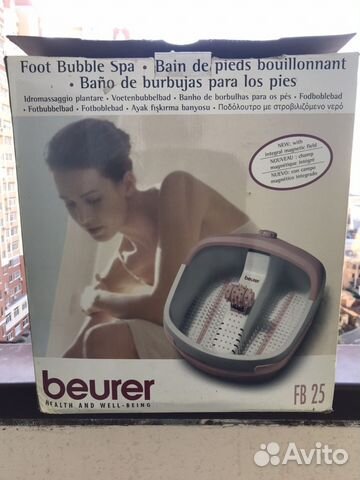 Foot Bubble Spa • Bain de pieds bouillonnant
• Baño de burbujas para los pies
Idromassaggio plantare • Voetenbubbelbad • Banho de borbulhas para os pés • Fodboblebad
• Fotbubbelbad • Fotboblebad • Ayak fışkırma banyosu • Ποδόλουτρο με στροβιλιζόμενο νερό
NEW: with
integral magnetic field
NOUVEAU : champ
magnétique intégré
NUEVO: con campo
magnético integrado
beurer
HEALTH AND WELL-BEING
FB 25
Avito